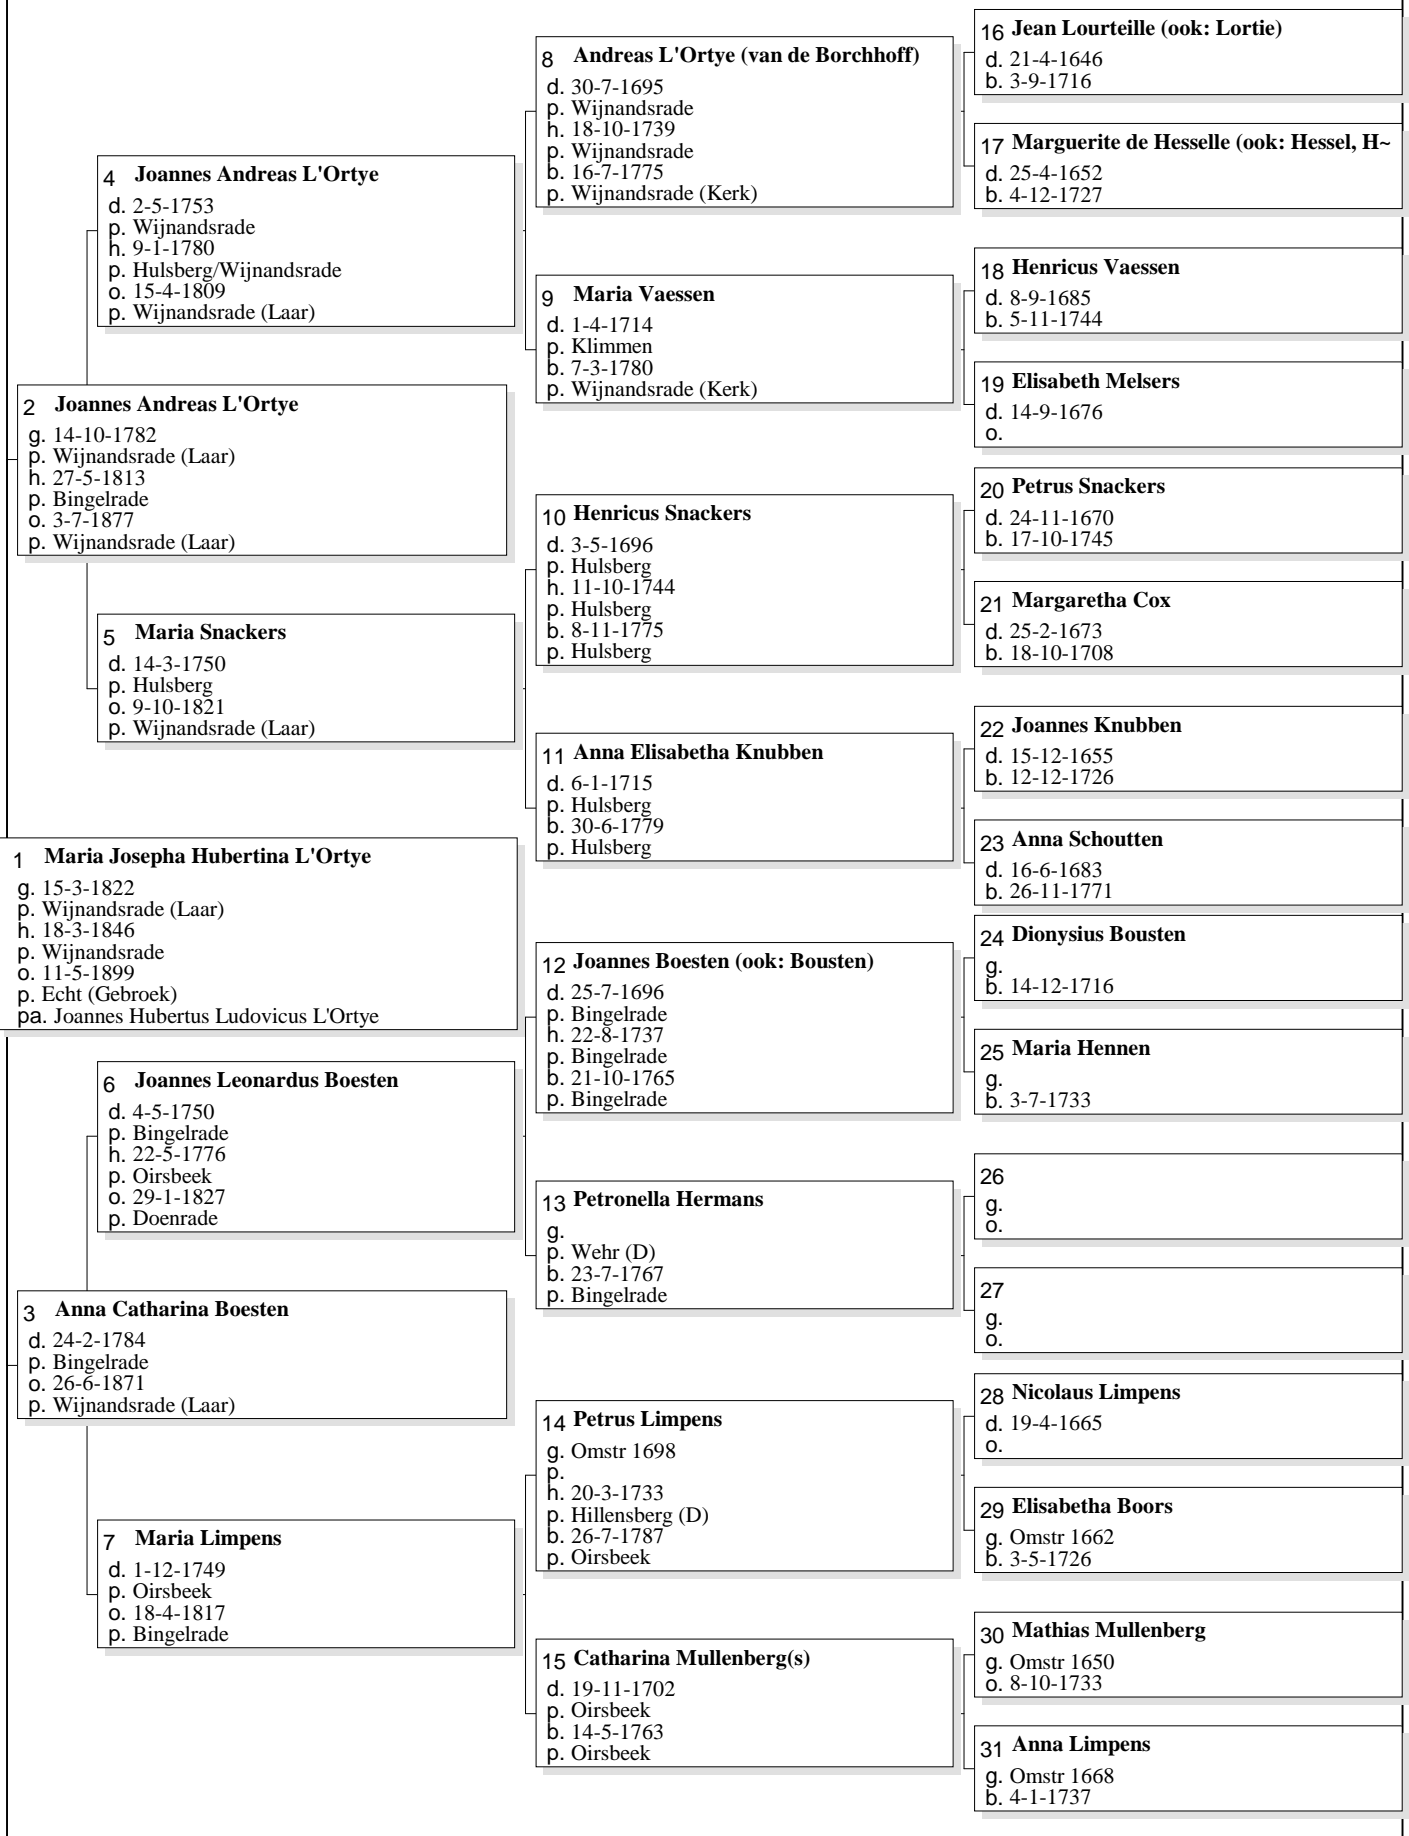 1 Maria Josepha Hubertina L'Ortye
g. 15-3-1822
p. Wijnandsrade (Laar)
h. 18-3-1846
p. Wijnandsrade
o. 11-5-1899
p. Echt (Gebroek)
pa. Joannes Hubertus Ludovicus L'Ortye
2 Joannes Andreas L'Ortye
g. 14-10-1782
p. Wijnandsrade (Laar)
h. 27-5-1813
p. Bingelrade
o. 3-7-1877
p. Wijnandsrade (Laar)
3 Anna Catharina Boesten
d. 24-2-1784
p. Bingelrade
o. 26-6-1871
p. Wijnandsrade (Laar)
4 Joannes Andreas L'Ortye
d. 2-5-1753
p. Wijnandsrade
h. 9-1-1780
p. Hulsberg/Wijnandsrade
o. 15-4-1809
p. Wijnandsrade (Laar)
5 Maria Snackers
d. 14-3-1750
p. Hulsberg
o. 9-10-1821
p. Wijnandsrade (Laar)
6 Joannes Leonardus Boesten
d. 4-5-1750
p. Bingelrade
h. 22-5-1776
p. Oirsbeek
o. 29-1-1827
p. Doenrade
7 Maria Limpens
d. 1-12-1749
p. Oirsbeek
o. 18-4-1817
p. Bingelrade
8 Andreas L'Ortye (van de Borchhoff)
d. 30-7-1695
p. Wijnandsrade
h. 18-10-1739
p. Wijnandsrade
b. 16-7-1775
p. Wijnandsrade (Kerk)
9 Maria Vaessen
d. 1-4-1714
p. Klimmen
b. 7-3-1780
p. Wijnandsrade (Kerk)
10 Henricus Snackers
d. 3-5-1696
p. Hulsberg
h. 11-10-1744
p. Hulsberg
b. 8-11-1775
p. Hulsberg
11 Anna Elisabetha Knubben
d. 6-1-1715
p. Hulsberg
b. 30-6-1779
p. Hulsberg
12 Joannes Boesten (ook: Bousten)
d. 25-7-1696
p. Bingelrade
h. 22-8-1737
p. Bingelrade
b. 21-10-1765
p. Bingelrade
13 Petronella Hermans
g.
p. Wehr (D)
b. 23-7-1767
p. Bingelrade
14 Petrus Limpens
g. Omstr 1698
p.
h. 20-3-1733
p. Hillensberg (D)
b. 26-7-1787
p. Oirsbeek
15 Catharina Mullenberg(s)
d. 19-11-1702
p. Oirsbeek
b. 14-5-1763
p. Oirsbeek
16 Jean Lourteille (ook: Lortie)
d. 21-4-1646
b. 3-9-1716
17 Marguerite de Hesselle (ook: Hessel, H~
d. 25-4-1652
b. 4-12-1727
18 Henricus Vaessen
d. 8-9-1685
b. 5-11-1744
19 Elisabeth Melsers
d. 14-9-1676
o.
20 Petrus Snackers
d. 24-11-1670
b. 17-10-1745
21 Margaretha Cox
d. 25-2-1673
b. 18-10-1708
22 Joannes Knubben
d. 15-12-1655
b. 12-12-1726
23 Anna Schoutten
d. 16-6-1683
b. 26-11-1771
24 Dionysius Bousten
g.
b. 14-12-1716
25 Maria Hennen
g.
b. 3-7-1733
26
g.
o.
27
g.
o.
28 Nicolaus Limpens
d. 19-4-1665
o.
29 Elisabetha Boors
g. Omstr 1662
b. 3-5-1726
30 Mathias Mullenberg
g. Omstr 1650
o. 8-10-1733
31 Anna Limpens
g. Omstr 1668
b. 4-1-1737